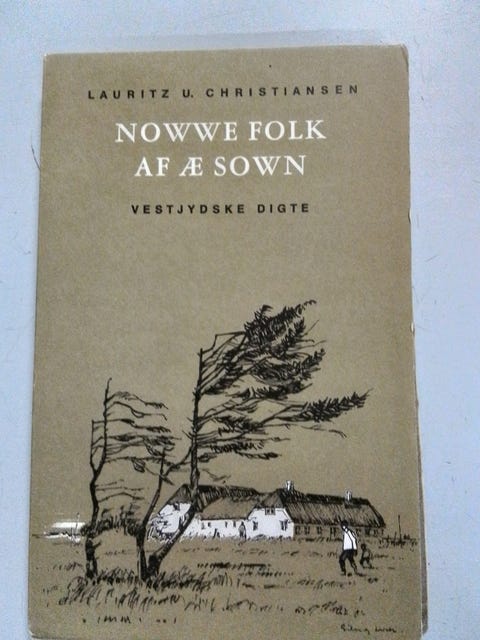 LAURITZ U. CHRISTIANSEN
NOWWE FOLK
AF Æ SOWN
VESTJYDSKE DIGTE